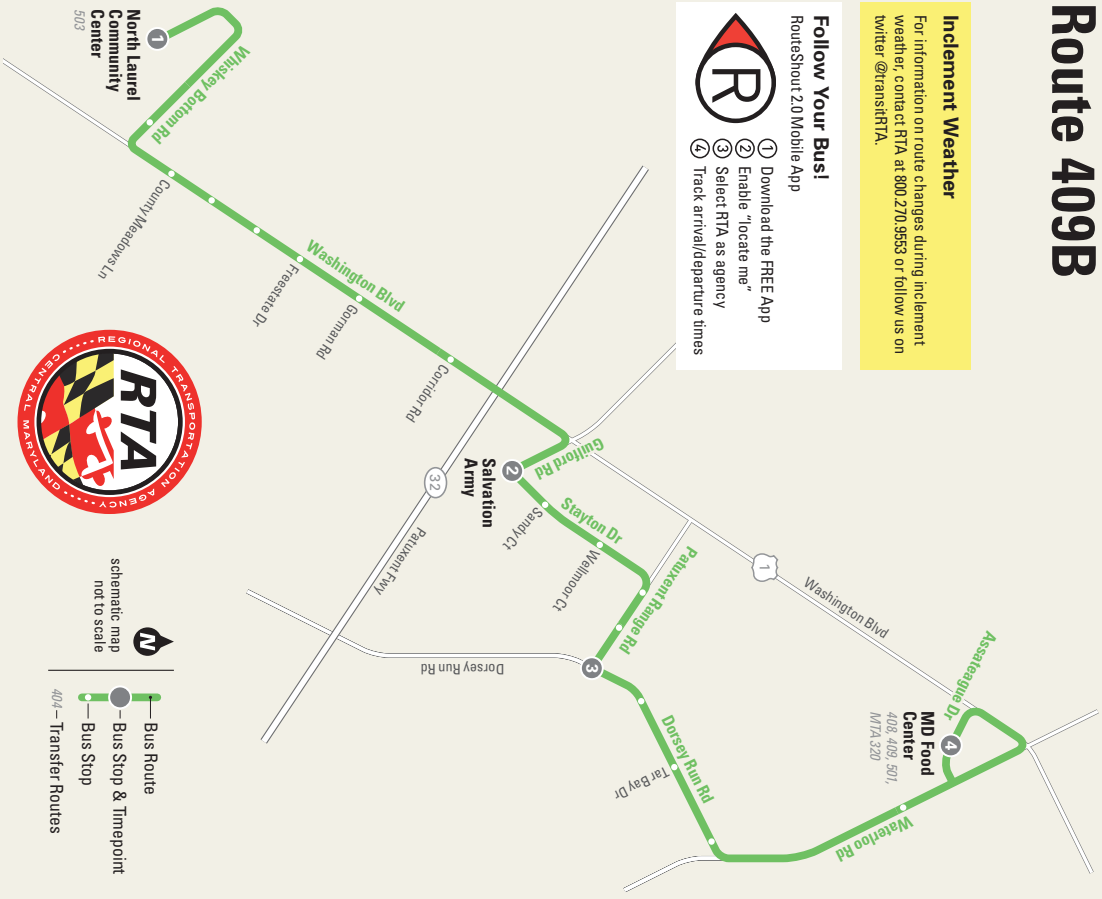 Route 409B
Inclement Weather
For information on route changes during inclement
weather, contact RTA at 800.270.9553 or follow us on
twitter @transitRTA.
Follow Your Bus!
RouteShout 2.0 Mobile App
R
1 Download the FREE App
2 Enable “locate me”
3 Select RTA as agency
4 Track arrival/departure times
1
North Laurel
Community
Center
503
Whiskey Bottom Rd
County Meadows Ln
Washington Blvd
Freestate Dr
Gorman Rd
Corridor Rd
Guilford Rd
2
Salvation
Army
32
Patuxent Fwy
Sandy Ct
Stayton Dr
Wellmoor Ct
Patuxent Range Rd
3
Dorsey Run Rd
1
Washington Blvd
Assateague Dr
4
MD Food
Center
408, 409, 501,
MTA 320
Dorsey Run Rd
Tar Bay Dr
Waterloo Rd
REGIONAL TRANSPORTATION AGENCY
RTA
CENTRAL MARYLAND
schematic map
not to scale
N
Bus Route
Bus Stop & Timepoint
Bus Stop
404 – Transfer Routes